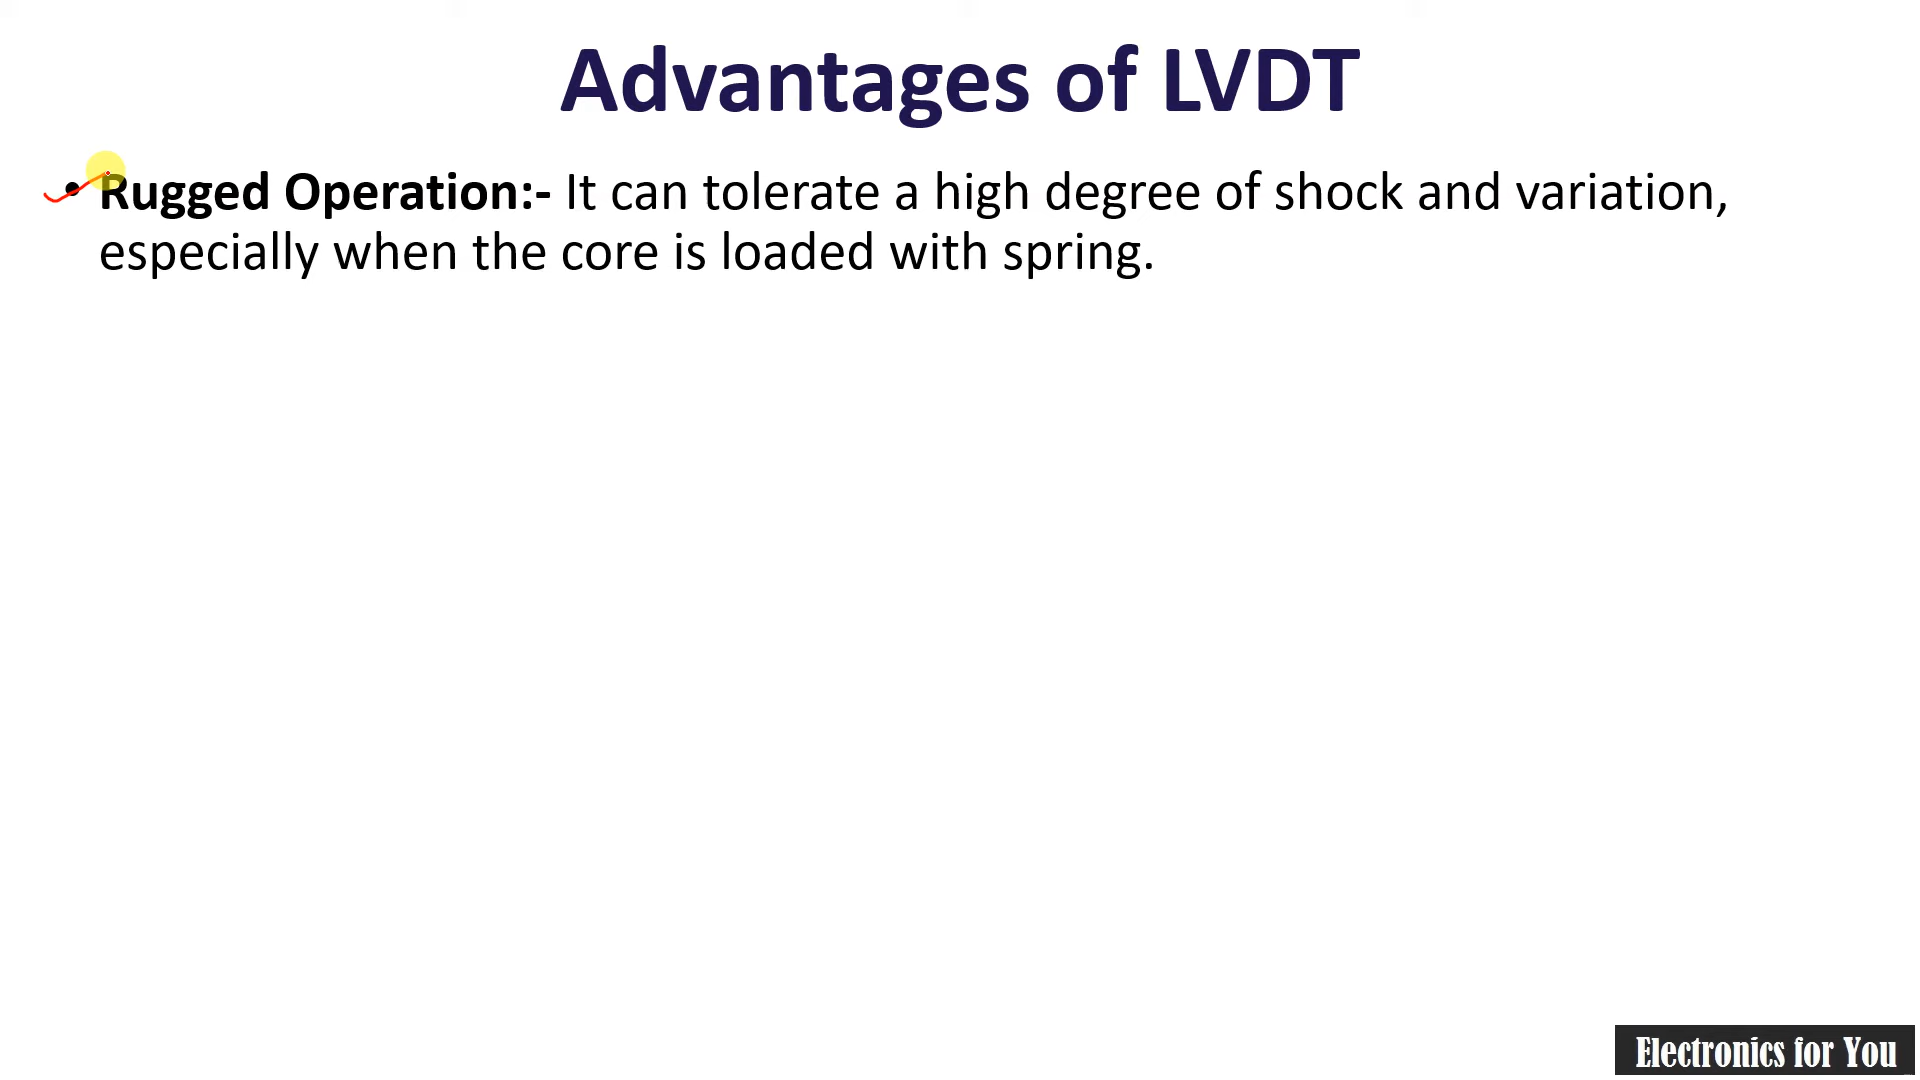 Advantages of LVDT
• Rugged Operation:- It can tolerate a high degree of shock and variation,
especially when the core is loaded with spring.
Electronics for You